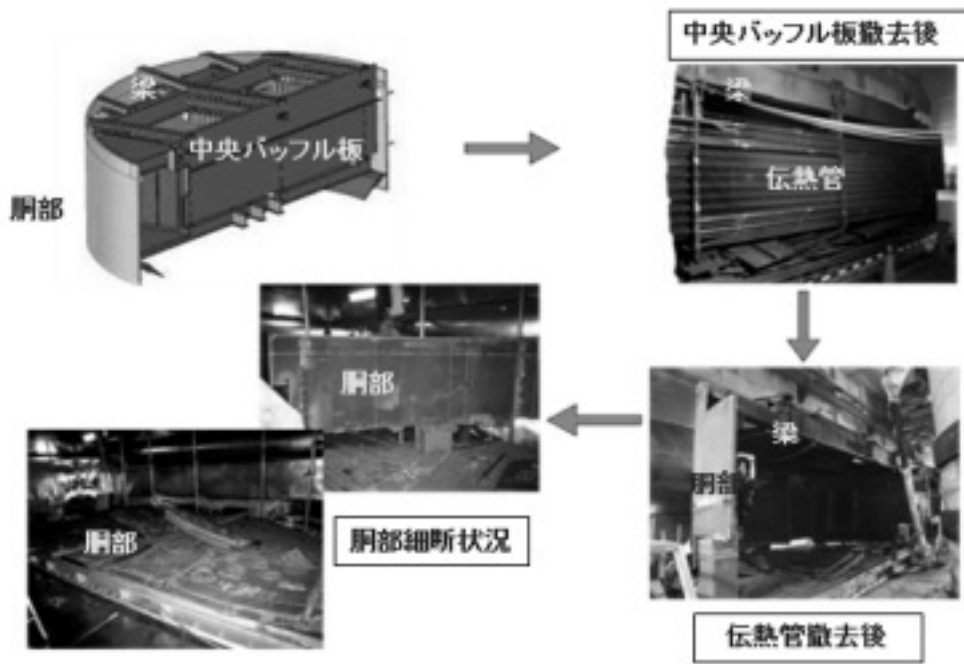 梁
中央バッフル板
胴部
中央バッフル板撤去後
梁
伝熱管
胴部
胴部
胴部細断状況
梁
胴部
伝熱管撤去後